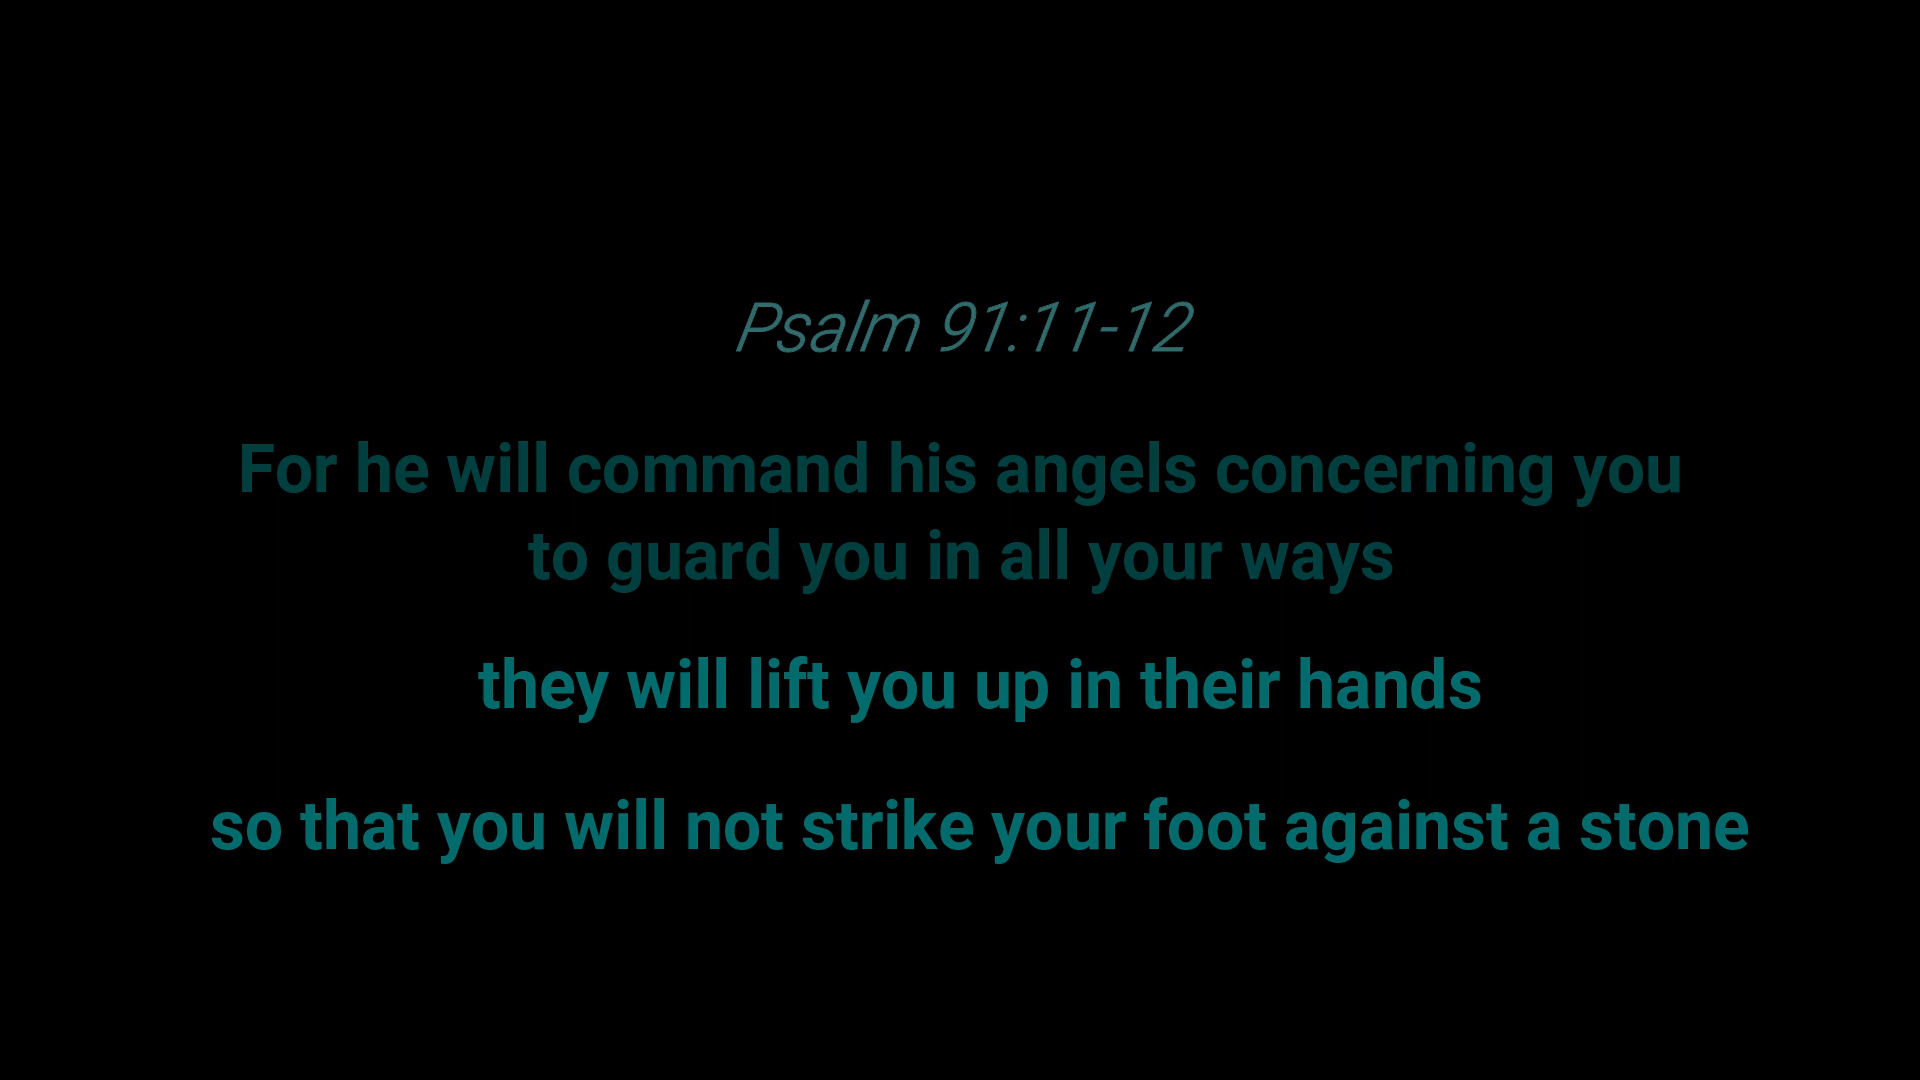 Psalm 91:11-12
For he will command his angels concerning you
to guard you in all your ways
they will lift you up in their hands
so that you will not strike your foot against a stone